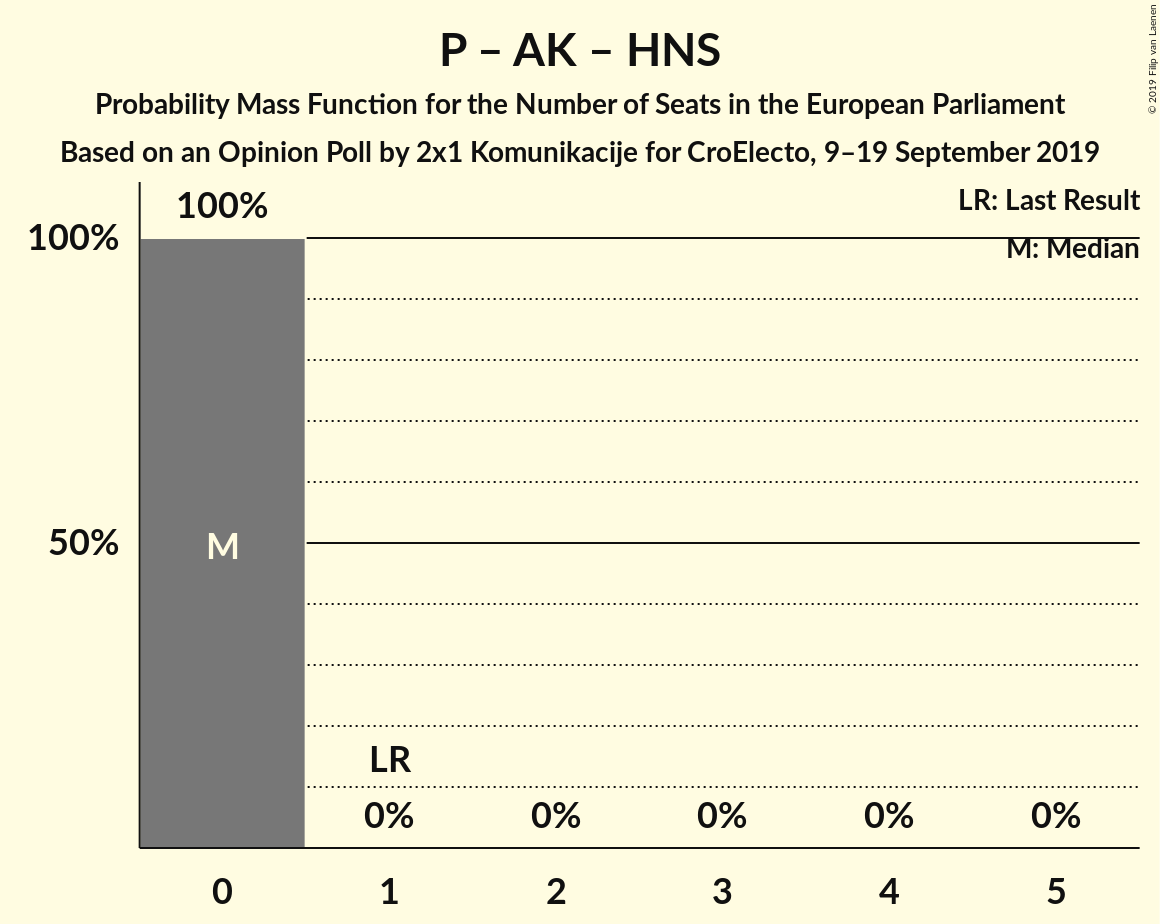 P – AK – HNS
Probability Mass Function for the Number of Seats in the European Parliament
Based on an Opinion Poll by 2x1 Komunikacije for CroElecto, 9–19 September 2019
© 2019 Filip van Laenen
LR: Last Result
M: Median
100%
100%
50%
M
LR
0% 0% 0% 0% 0%
0 1 2 3 4 5